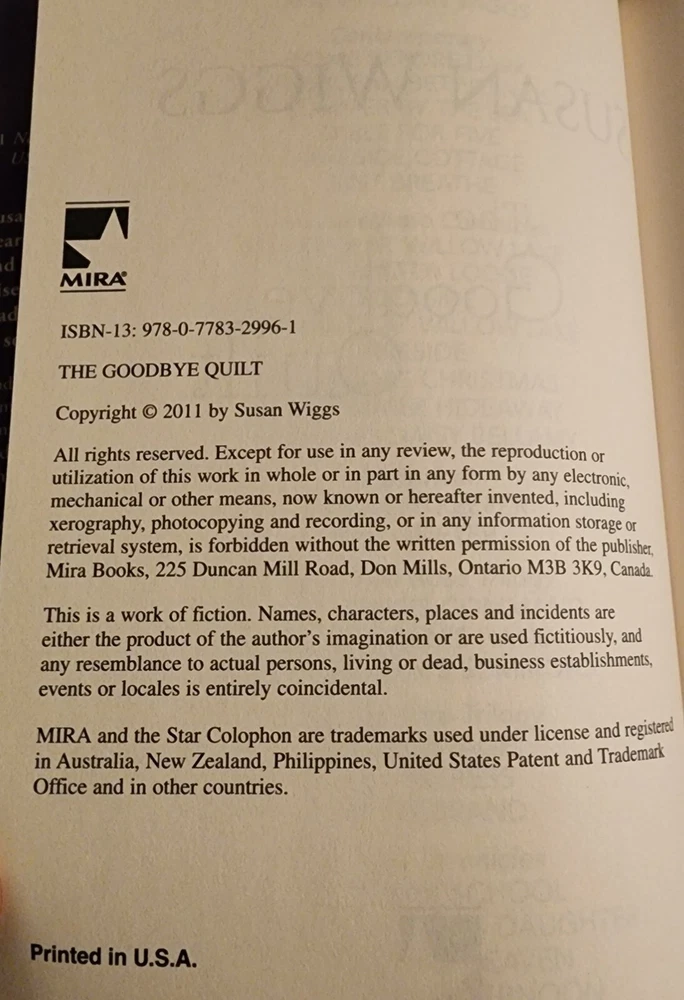 MIRA®
ISBN-13: 978-0-7783-2996-1
THE GOODBYE QUILT
Copyright © 2011 by Susan Wiggs
All rights reserved. Except for use in any review, the reproduction or
utilization of this work in whole or in part in any form by any electronic,
mechanical or other means, now known or hereafter invented, including
xerography, photocopying and recording, or in any information storage or
retrieval system, is forbidden without the written permission of the publisher,
Mira Books, 225 Duncan Mill Road, Don Mills, Ontario M3B 3K9, Canada.
This is a work of fiction. Names, characters, places and incidents are
either the product of the author's imagination or are used fictitiously, and
any resemblance to actual persons, living or dead, business establishments,
events or locales is entirely coincidental.
MIRA and the Star Colophon are trademarks used under license and registered
in Australia, New Zealand, Philippines, United States Patent and Trademark
Office and in other countries.
Printed in U.S.A.